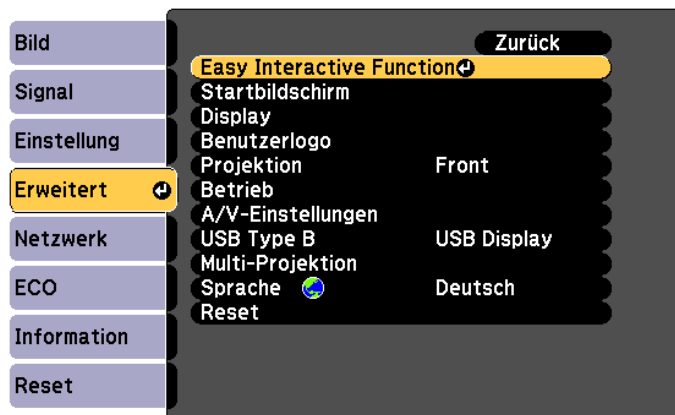 Bild
Signal
Einstellung
Erweitert
Netzwerk
ECO
Information
Reset
Zurück
Easy Interactive Function
Startbildschirm
Display
Benutzerlogo
Projektion Front
Betrieb
A/V-Einstellungen
USB Type B USB Display
Multi-Projektion
Sprache Deutsch
Reset